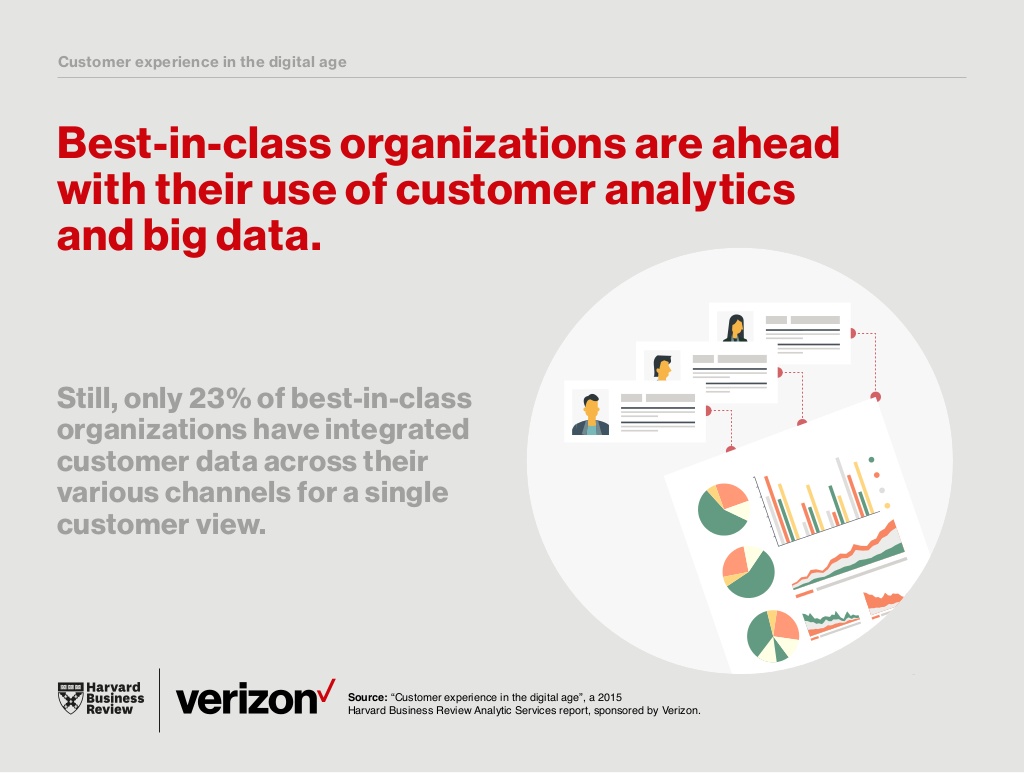 Customer experience in the digital age
Best-in-class organizations are ahead
with their use of customer analytics
and big data.
Still, only 23% of best-in-class
organizations have integrated
customer data across their
various channels for a single
customer view.
Harvard
Business
Review
verizon✓
Source: “Customer experience in the digital age”, a 2015
Harvard Business Review Analytic Services report, sponsored by Verizon.